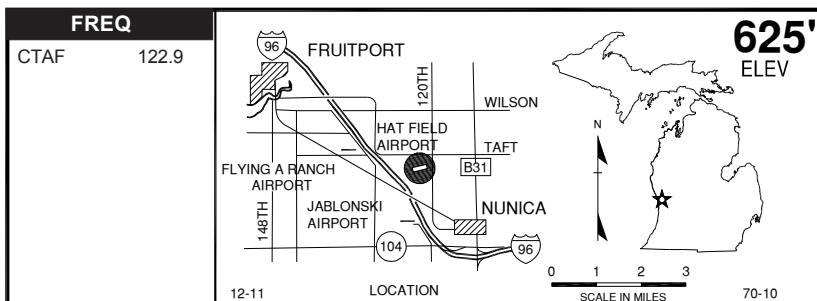 FREQ
CTAF 122.9
96
FRUITPORT
120TH
WILSON
HAT FIELD
AIRPORT
TAFT
FLYING A RANCH
AIRPORT
B31
148TH
JABLONSKI
AIRPORT
NUNICA
104
96
12-11
LOCATION
625'
ELEV
N
0 1 2 3
SCALE IN MILES
70-10